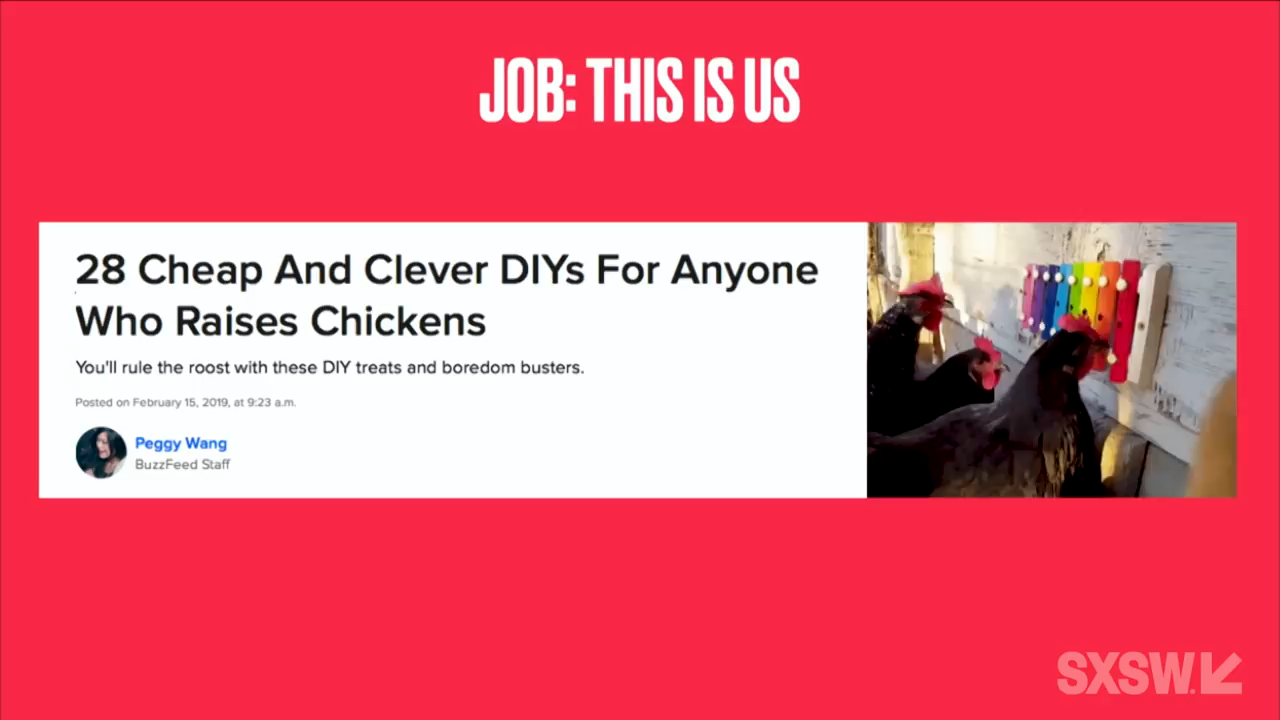 JOB: THIS IS US
28 Cheap And Clever DIYs For Anyone
Who Raises Chickens
You'll rule the roost with these DIY treats and boredom busters.
Posted on February 15, 2019, at 9:23 a.m.
Peggy Wang
BuzzFeed Staff
SXSW.